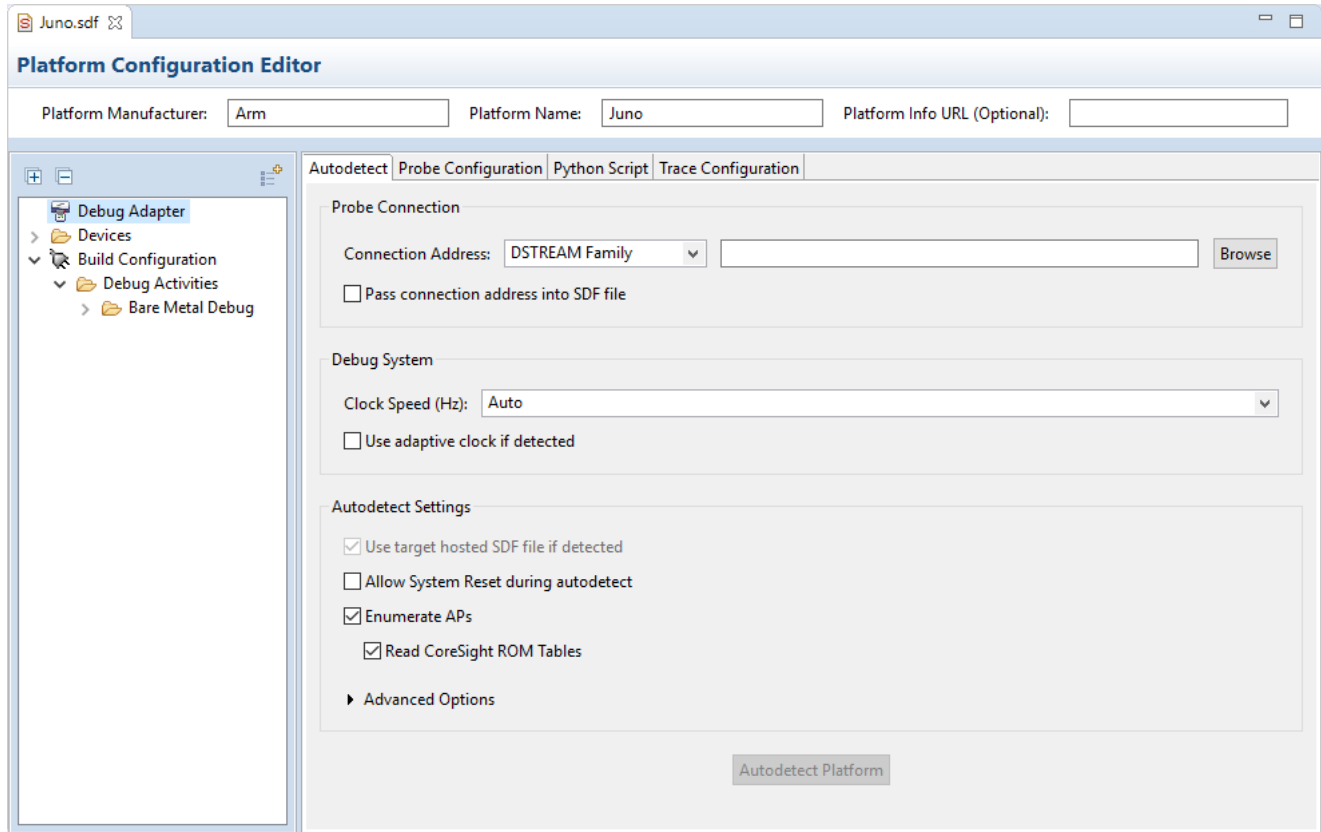 Juno.sdf
Platform Configuration Editor
Platform Manufacturer: Arm Platform Name: Juno Platform Info URL (Optional):
Autodetect Probe Configuration Python Script Trace Configuration
Debug Adapter
Devices
Build Configuration
Debug Activities
Bare Metal Debug
Probe Connection
Connection Address: DSTREAM Family Browse
Pass connection address into SDF file
Debug System
Clock Speed (Hz): Auto
Use adaptive clock if detected
Autodetect Settings
Use target hosted SDF file if detected
Allow System Reset during autodetect
Enumerate APs
Read CoreSight ROM Tables
Advanced Options
Autodetect Platform